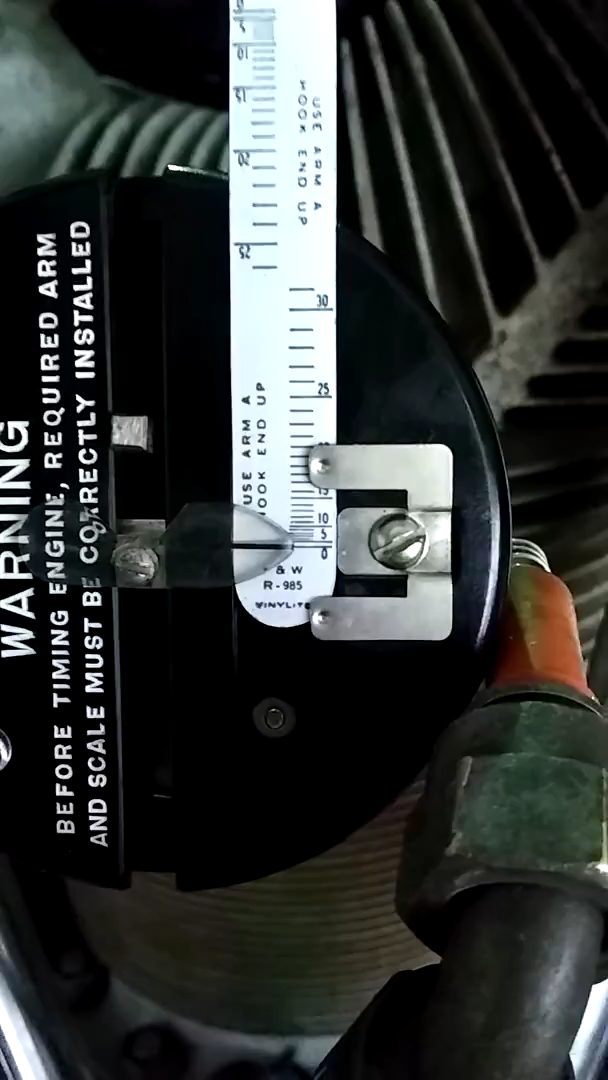 WARNING
BEFORE TIMING ENGINE, REQUIRED ARM
AND SCALE MUST BE CORRECTLY INSTALLED
USE ARM A
HOOK END UP
30
25
15
10
5
0
USE ARM A
HOOK END UP
& W
R-985
VINYLITE